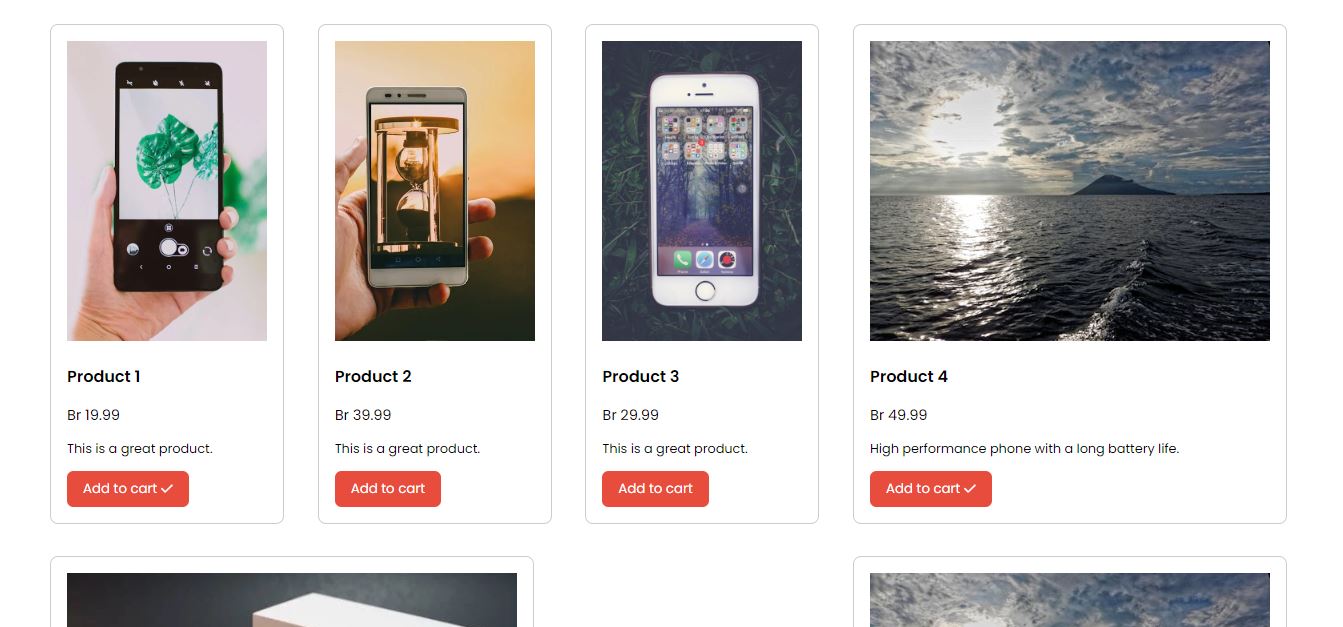 Product 1
Br 19.99
This is a great product.
Add to cart ✓
Product 2
Br 39.99
This is a great product.
Add to cart
Product 3
Br 29.99
This is a great product.
Add to cart
Product 4
Br 49.99
High performance phone with a long battery life.
Add to cart ✓